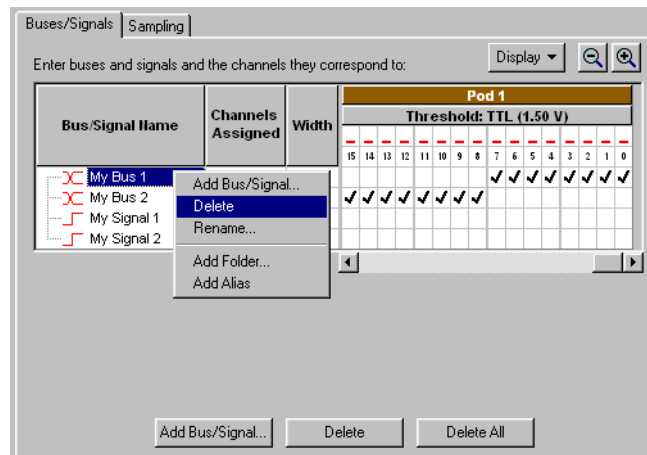 Buses/Signals Sampling
Enter buses and signals and the channels they correspond to: Display
Bus/Signal Name Channels Assigned Width Pod 1
Threshold: TTL (1.50 V)
15 14 13 12 11 10 9 8 7 6 5 4 3 2 1 0
My Bus 1
My Bus 2
My Signal 1
My Signal 2
Add Bus/Signal...
Delete
Rename...
Add Folder...
Add Alias
Add Bus/Signal... Delete Delete All